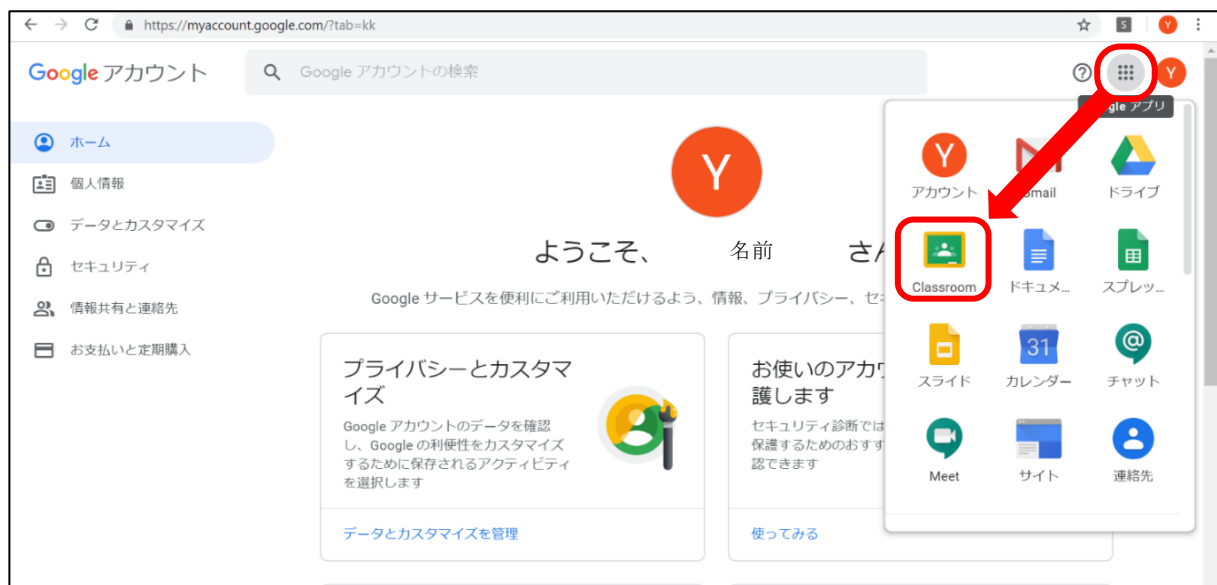 https://myaccount.google.com/?tab=kk
S
Y
Google アカウント
Google アカウントの検索
Y
Google アプリ
ホーム
個人情報
データとカスタマイズ
セキュリティ
情報共有と連絡先
お支払いと定期購入
Y
ようこそ、 名前 さん
Google サービスを便利にご利用いただけるよう、情報、プライバシー、セ
プライバシーとカスタマ
イズ
Google アカウントのデータを確認
し、Google の利便性をカスタマイズ
するために保存されるアクティビティ
を選択します
データとカスタマイズを管理
お使いのアカウ
護します
セキュリティ診断では
保護するためのおすす
認できます
使ってみる
Y
アカウント
Gmail
ドライブ
Classroom
ドキュメ...
スプレッ...
スライド
31
カレンダー
チャット
Meet
サイト
連絡先